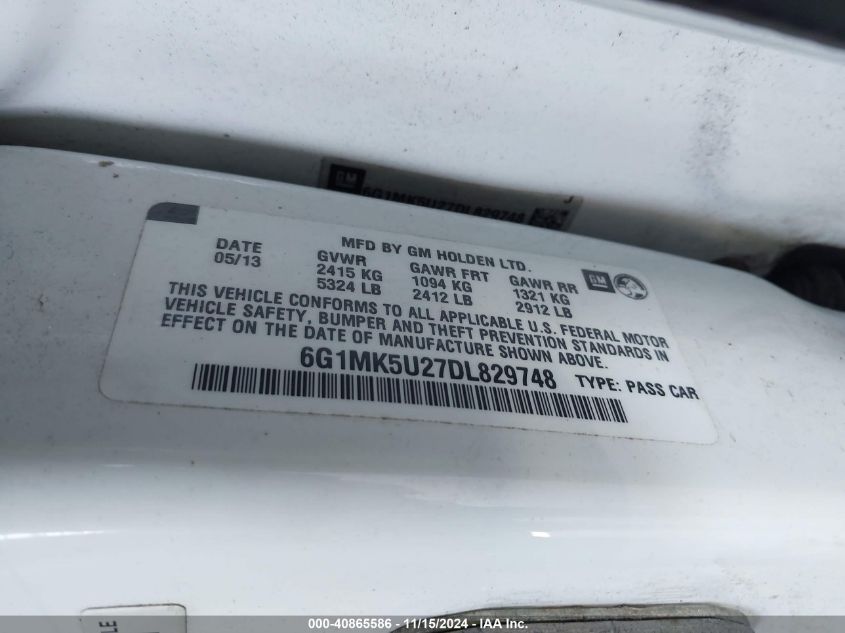 GM
6G1MK5U27DL829748
J
MFD BY GM HOLDEN LTD.
DATE GVWR GAWR FRT GAWR RR
05/13 2415 KG 1094 KG 1321 KG
5324 LB 2412 LB 2912 LB
GM
THIS VEHICLE CONFORMS TO ALL APPLICABLE U.S. FEDERAL MOTOR
VEHICLE SAFETY, BUMPER AND THEFT PREVENTION STANDARDS IN
EFFECT ON THE DATE OF MANUFACTURE SHOWN ABOVE.
6G1MK5U27DL829748 TYPE: PASS CAR
000-40865586 - 11/15/2024 - IAA Inc.